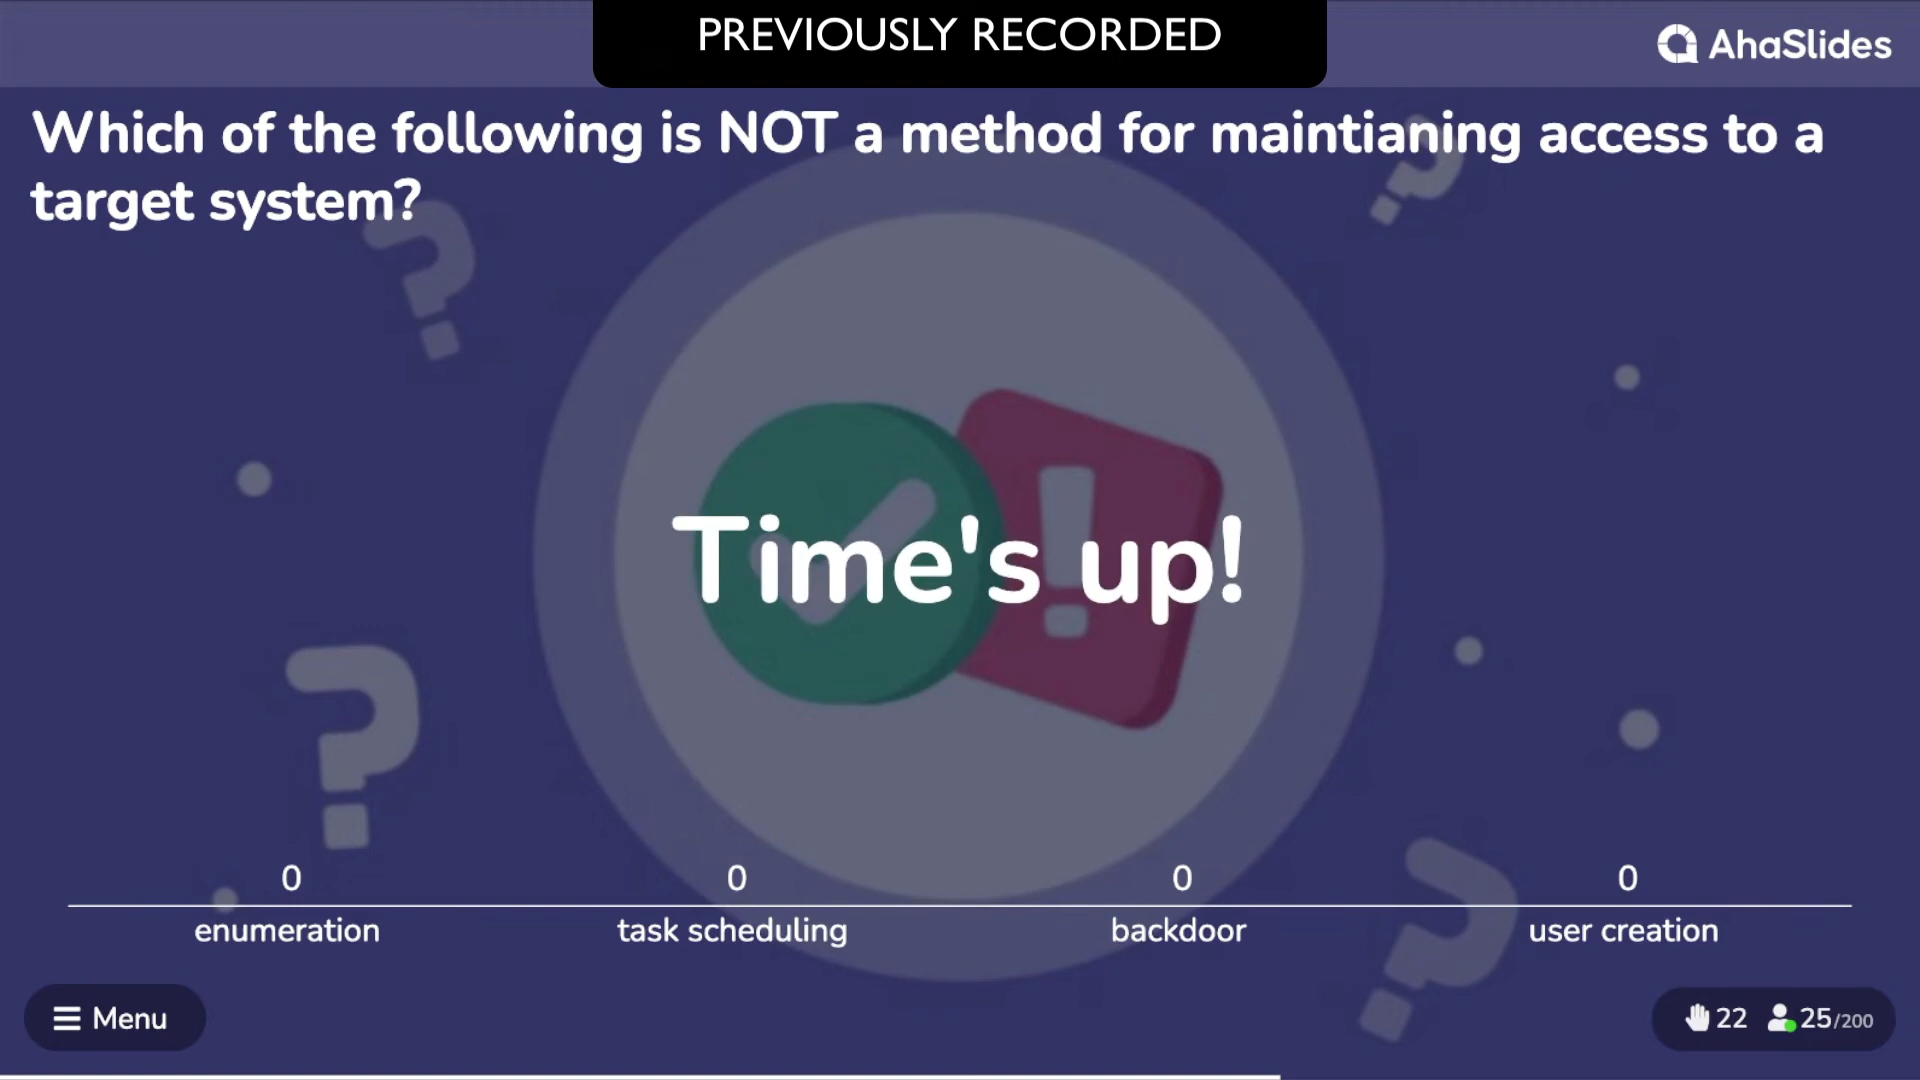 PREVIOUSLY RECORDED
AhaSlides
Which of the following is NOT a method for maintianing access to a
target system?
Time's up!
0 0 0 0
enumeration task scheduling backdoor user creation
Menu
22 25/200